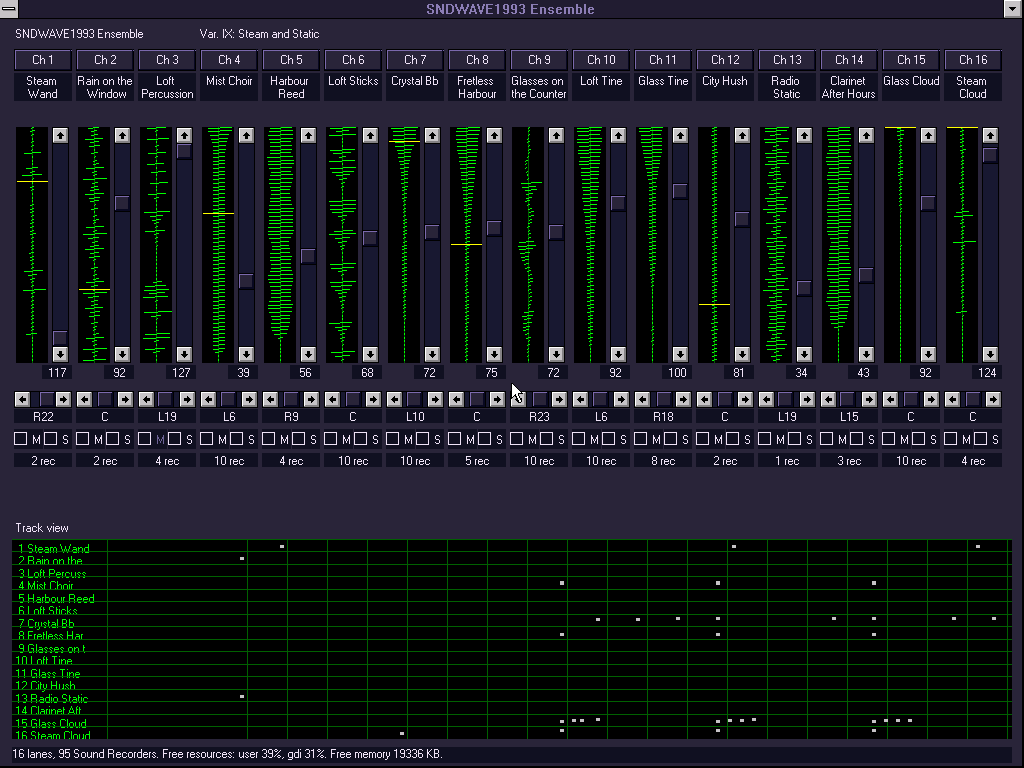 SNDWAVE1993 Ensemble
SNDWAVE1993 Ensemble Var. IX: Steam and Static
Ch 1 Ch 2 Ch 3 Ch 4 Ch 5 Ch 6 Ch 7 Ch 8 Ch 9 Ch 10 Ch 11 Ch 12 Ch 13 Ch 14 Ch 15 Ch 16
Steam Rain on the Loft Mist Choir Harbour Loft Sticks Crystal Bb Fretless Glasses on Loft Tine Glass Tine City Hush Radio Clarinet Glass Cloud Steam
Wand Window Percussion Reed Harbour the Counter Static After Hours Cloud
117 92 127 39 56 68 72 75 72 92 100 81 34 43 92 124
R22 C L19 L6 R9 C L10 C R23 L6 R18 C L19 L15 C C
M S M S M S M S M S M S M S M S M S M S M S M S M S M S M S M S
2 rec 2 rec 4 rec 10 rec 4 rec 10 rec 10 rec 5 rec 10 rec 10 rec 8 rec 2 rec 1 rec 3 rec 10 rec 4 rec
Track view
1 Steam Wand
2 Rain on the
3 Loft Percuss
4 Mist Choir
5 Harbour Reed
6 Loft Sticks
7 Crystal Bb
8 Fretless Har
9 Glasses on t
10 Loft Tine
11 Glass Tine
12 City Hush
13 Radio Static
14 Clarinet Aft
15 Glass Cloud
16 Steam Cloud
16 lanes, 95 Sound Recorders. Free resources: user 39%, gdi 31%. Free memory 19336 KB.